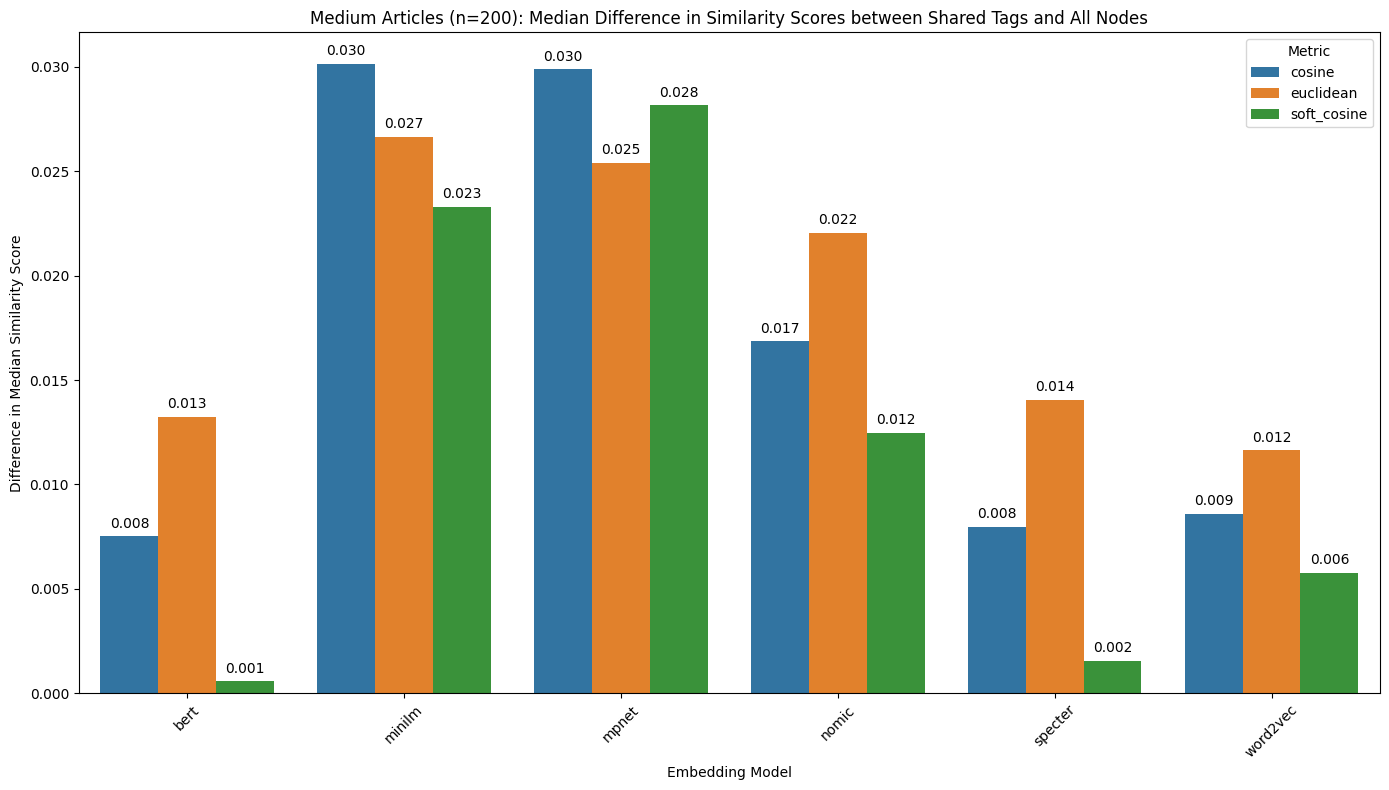 Medium Articles (n=200): Median Difference in Similarity Scores between Shared Tags and All Nodes
Metric
cosine
euclidean
soft_cosine
Difference in Median Similarity Score
0.030
0.025
0.020
0.015
0.010
0.005
0.000
0.008
0.013
0.001
0.030
0.027
0.023
0.030
0.025
0.028
0.017
0.022
0.012
0.008
0.014
0.002
0.009
0.012
0.006
bert
minilm
mpnet
nomic
specter
word2vec
Embedding Model